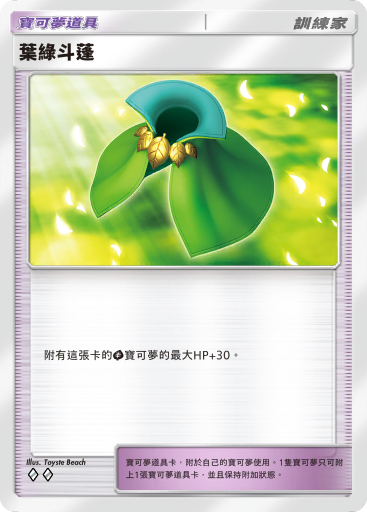 寶可夢道具
訓練家
葉綠斗蓬
附有這張卡的寶可夢的最大HP+30。
Illus. Toyste Beach
寶可夢道具卡，附於自己的寶可夢使用。1隻寶可夢只可附
上1張寶可夢道具卡，並且保持附加狀態。